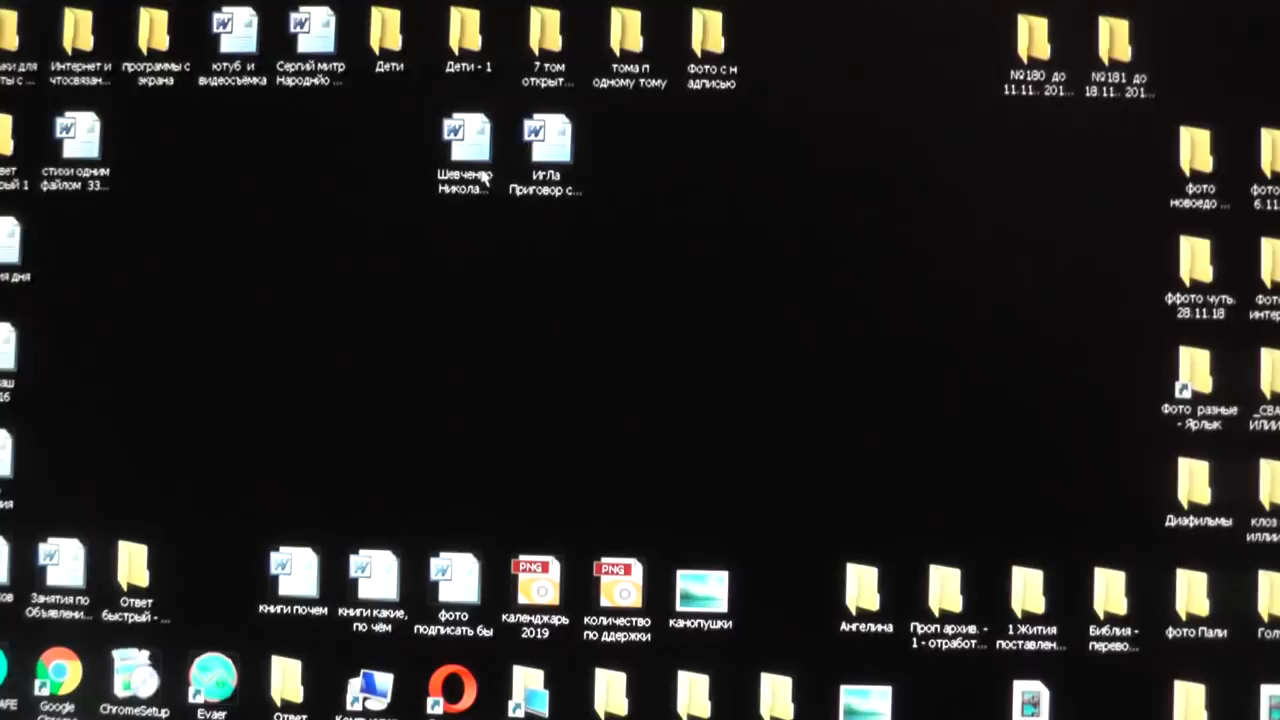 Интернет и
чтосвязан...
программы с
экрана
ютуб и
видеосъёмка
Сергий митр
Народнйо ...
Дети
Дети - 1
7 том
открыт...
тома п
одному тому
Фото с н
адписью
№180 до
11.11.. 201...
№181 до
18.11.. 201...
стихи одним
файлом 33...
Шевченко
Никола...
ИгЛа
Приговор с...
фото
новоедо ...
ффото чуть.
28.11.18
Фото разные
- Ярлык
Диафильмы
Занятия по
Объявлени...
Ответ
быстрый - ...
книги почем
книги какие,
по чём
фото
подписать бы
PNG
календжарь
2019
PNG
количество
по ддержки
канопушки
Ангелина
Проп архив. -
1 - отработ...
1 Жития
поставлен...
Библия -
перево...
фото Пали
Google
ChromeSetup
Evaer
Ответ